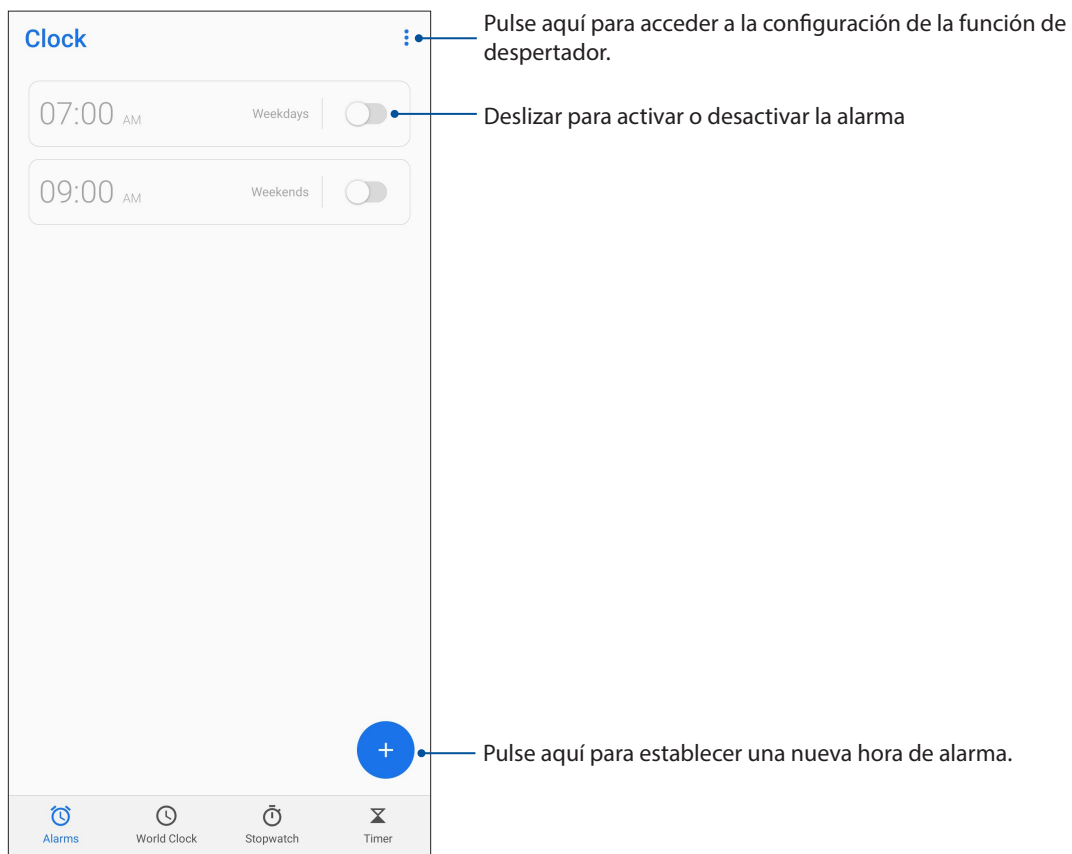 Clock
Pulse aquí para acceder a la configuración de la función de
despertador.
07:00 AM Weekdays
Deslizar para activar o desactivar la alarma
09:00 AM Weekends
+
Pulse aquí para establecer una nueva hora de alarma.
Alarms World Clock Stopwatch Timer